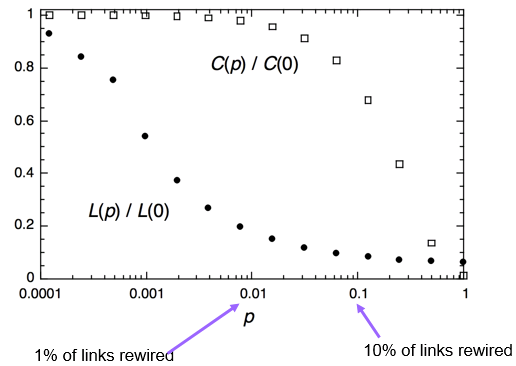 1
C(p) / C(0)
0.8
0.6
0.4
L(p) / L(0)
0.2
0
0.0001 0.001 0.01 0.1 1
p
1% of links rewired
10% of links rewired